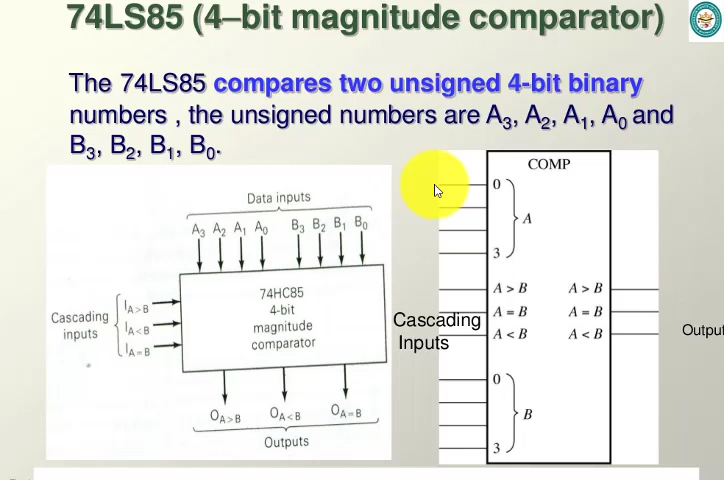 74LS85 (4–bit magnitude comparator)
The 74LS85 compares two unsigned 4-bit binary
numbers , the unsigned numbers are A3, A2, A1, A0 and
B3, B2, B1, B0.
Data inputs
A3 A2 A1 A0 B3 B2 B1 B0
74HC85
4-bit
magnitude
comparator
Cascading
inputs
IA>B
IA<B
IA=B
OA>B OA<B OA=B
Outputs
COMP
0
A
3
A > B A > B
A = B A = B
A < B A < B
0
B
3
Cascading
Inputs
Output